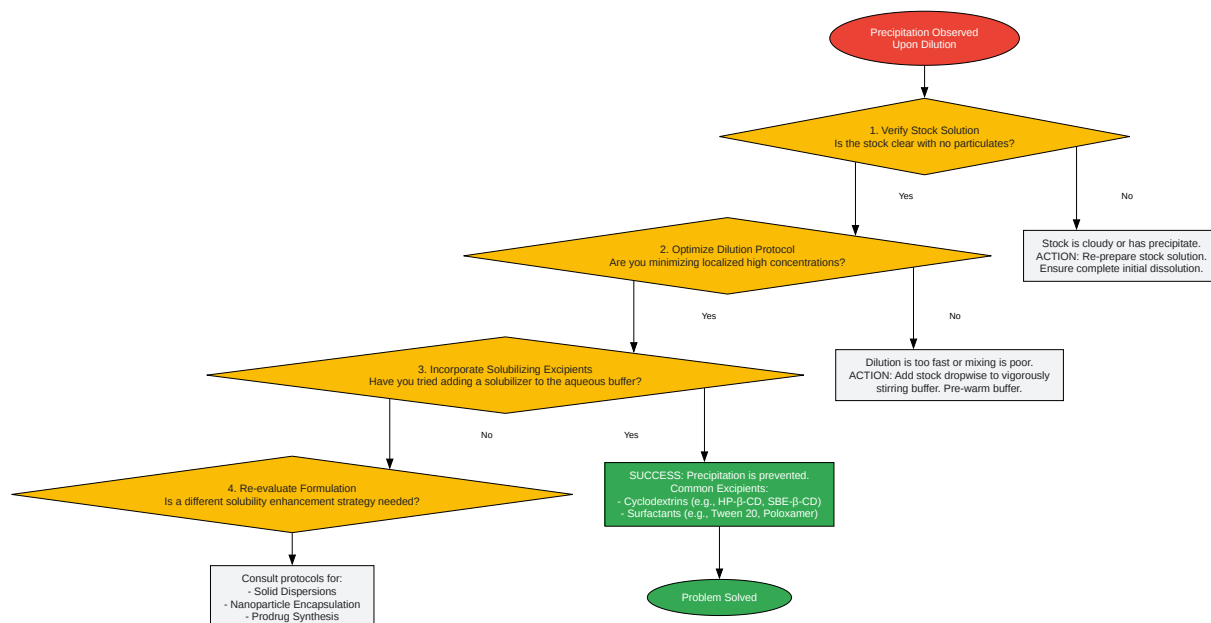 Precipitation Observed
Upon Dilution
1. Verify Stock Solution
Is the stock clear with no particulates?
Yes
No
Stock is cloudy or has precipitate.
ACTION: Re-prepare stock solution.
Ensure complete initial dissolution.
2. Optimize Dilution Protocol
Are you minimizing localized high concentrations?
Yes
No
Dilution is too fast or mixing is poor.
ACTION: Add stock dropwise to vigorously
stirring buffer. Pre-warm buffer.
3. Incorporate Solubilizing Excipients
Have you tried adding a solubilizer to the aqueous buffer?
No
Yes
SUCCESS: Precipitation is prevented.
Common Excipients:
- Cyclodextrins (e.g., HP-β-CD, SBE-β-CD)
- Surfactants (e.g., Tween 20, Poloxamer)
4. Re-evaluate Formulation
Is a different solubility enhancement strategy needed?
Consult protocols for:
- Solid Dispersions
- Nanoparticle Encapsulation
- Prodrug Synthesis
Problem Solved